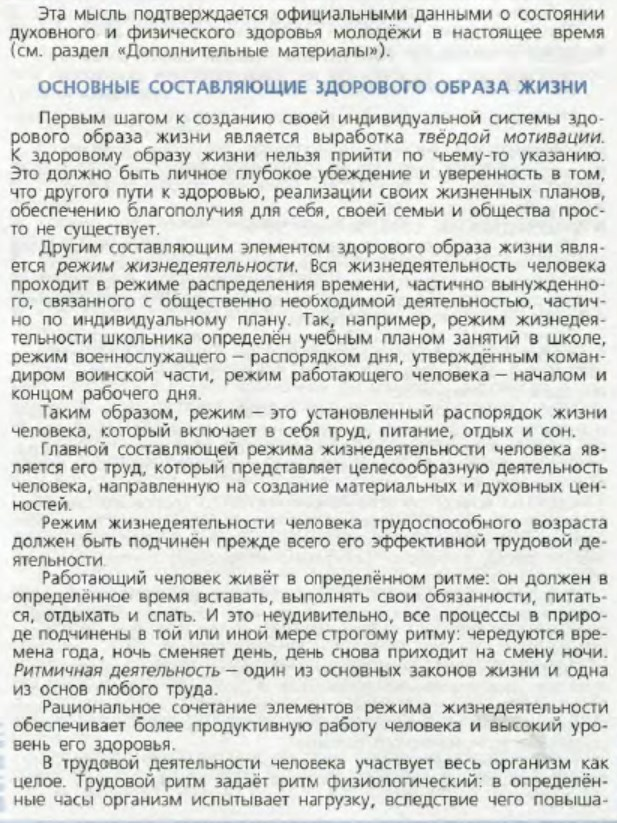 Эта мысль подтверждается официальными данными о состоянии
духовного и физического здоровья молодёжи в настоящее время
(см. раздел «Дополнительные материалы»).
ОСНОВНЫЕ СОСТАВЛЯЮЩИЕ ЗДОРОВОГО ОБРАЗА ЖИЗНИ
Первым шагом к созданию своей индивидуальной системы здо-
рового образа жизни является выработка твёрдой мотивации.
К здоровому образу жизни нельзя прийти по чьему-то указанию.
Это должно быть личное глубокое убеждение и уверенность в том,
что другого пути к здоровью, реализации своих жизненных планов,
обеспечению благополучия для себя, своей семьи и общества прос-
то не существует.
Другим составляющим элементом здорового образа жизни явля-
ется режим жизнедеятельности. Вся жизнедеятельность человека
проходит в режиме распределения времени, частично вынужденно-
го, связанного с общественно необходимой деятельностью, частич-
но по индивидуальному плану. Так, например, режим жизнедея-
тельности школьника определён учебным планом занятий в школе,
режим военнослужащего – распорядком дня, утверждённым коман-
диром воинской части, режим работающего человека – началом и
концом рабочего дня.
Таким образом, режим – это установленный распорядок жизни
человека, который включает в себя труд, питание, отдых и сон.
Главной составляющей режима жизнедеятельности человека яв-
ляется его труд, который представляет целесообразную деятельность
человека, направленную на создание материальных и духовных цен-
ностей.
Режим жизнедеятельности человека трудоспособного возраста
должен быть подчинён прежде всего его эффективной трудовой де-
ятельности.
Работающий человек живёт в определённом ритме: он должен в
определённое время вставать, выполнять свои обязанности, питать-
ся, отдыхать и спать. И это неудивительно, все процессы в приро-
де подчинены в той или иной мере строгому ритму: чередуются вре-
мена года, ночь сменяет день, день снова приходит на смену ночи.
Ритмичная деятельность – один из основных законов жизни и одна
из основ любого труда.
Рациональное сочетание элементов режима жизнедеятельности
обеспечивает более продуктивную работу человека и высокий уро-
вень его здоровья.
В трудовой деятельности человека участвует весь организм как
целое. Трудовой ритм задаёт ритм физиологический: в определён-
ные часы организм испытывает нагрузку, вследствие чего повыша-